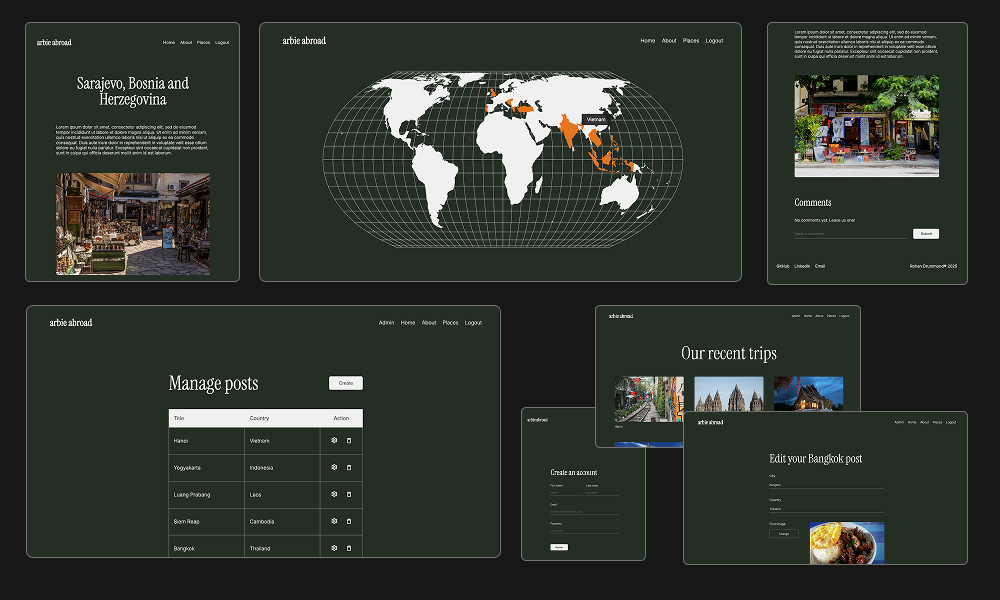 arbie abroad
Home About Places Logout
Sarajevo, Bosnia and
Herzegovina
Lorem ipsum dolor sit amet, consectetur adipiscing elit, sed do eiusmod
tempor incididunt ut labore et dolore magna aliqua. Ut enim ad minim veniam,
quis nostrud exercitation ullamco laboris nisi ut aliquip ex ea commodo
consequat. Duis aute irure dolor in reprehenderit in voluptate velit esse cillum
dolore eu fugiat nulla pariatur. Excepteur sint occaecat cupidatat non proident,
sunt in culpa qui officia deserunt mollit anim id est laborum.
arbie abroad
Home About Places Logout
Vietnam
Lorem ipsum dolor sit amet, consectetur adipiscing elit, sed do eiusmod
tempor incididunt ut labore et dolore magna aliqua. Ut enim ad minim veniam,
quis nostrud exercitation ullamco laboris nisi ut aliquip ex ea commodo
consequat. Duis aute irure dolor in reprehenderit in voluptate velit esse cillum
dolore eu fugiat nulla pariatur. Excepteur sint occaecat cupidatat non proident,
sunt in culpa qui officia deserunt mollit anim id est laborum.
Comments
No comments yet. Leave us one!
Leave a comment
Submit
GitHub LinkedIn Email
Rohan Drummond© 2025
arbie abroad
Admin Home About Places Logout
Manage posts
Create
Title Country Action
Hanoi Vietnam
Yogyakarta Indonesia
Luang Prabang Laos
Siem Reap Cambodia
Bangkok Thailand
arbie abroad
Admin Home About Places Logout
Our recent trips
Hanoi
arbie abroad
Create an account
First name Last name
Email
Password
Register
arbie abroad
Admin Home About Places Logout
Edit your Bangkok post
City
Bangkok
Country
Thailand
First image
Change